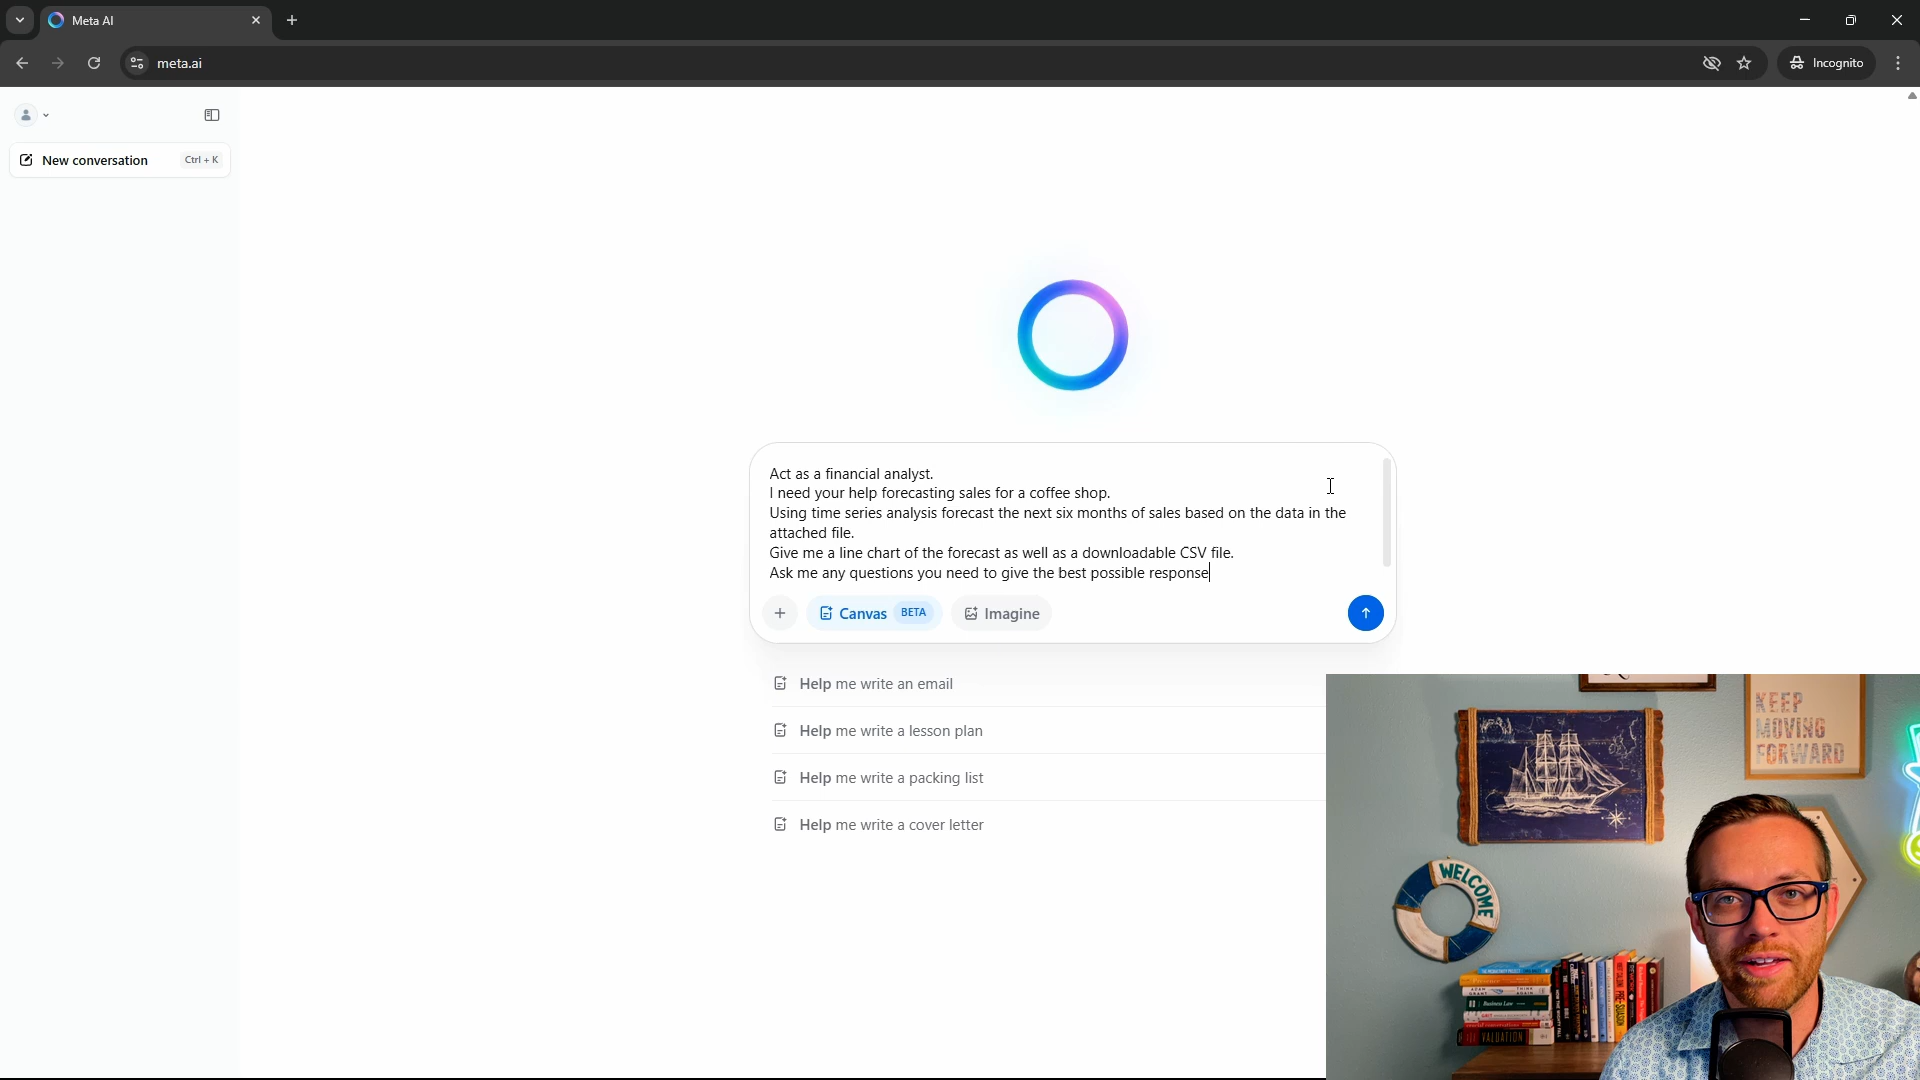 Meta AI
meta.ai
Incognito
New conversation
Ctrl + K
Act as a financial analyst.
I need your help forecasting sales for a coffee shop.
Using time series analysis forecast the next six months of sales based on the data in the
attached file.
Give me a line chart of the forecast as well as a downloadable CSV file.
Ask me any questions you need to give the best possible response
Canvas BETA
Imagine
Help me write an email
Help me write a lesson plan
Help me write a packing list
Help me write a cover letter
KEEP
MOVING
FORWARD
WELCOME
Business Law
VALUATION